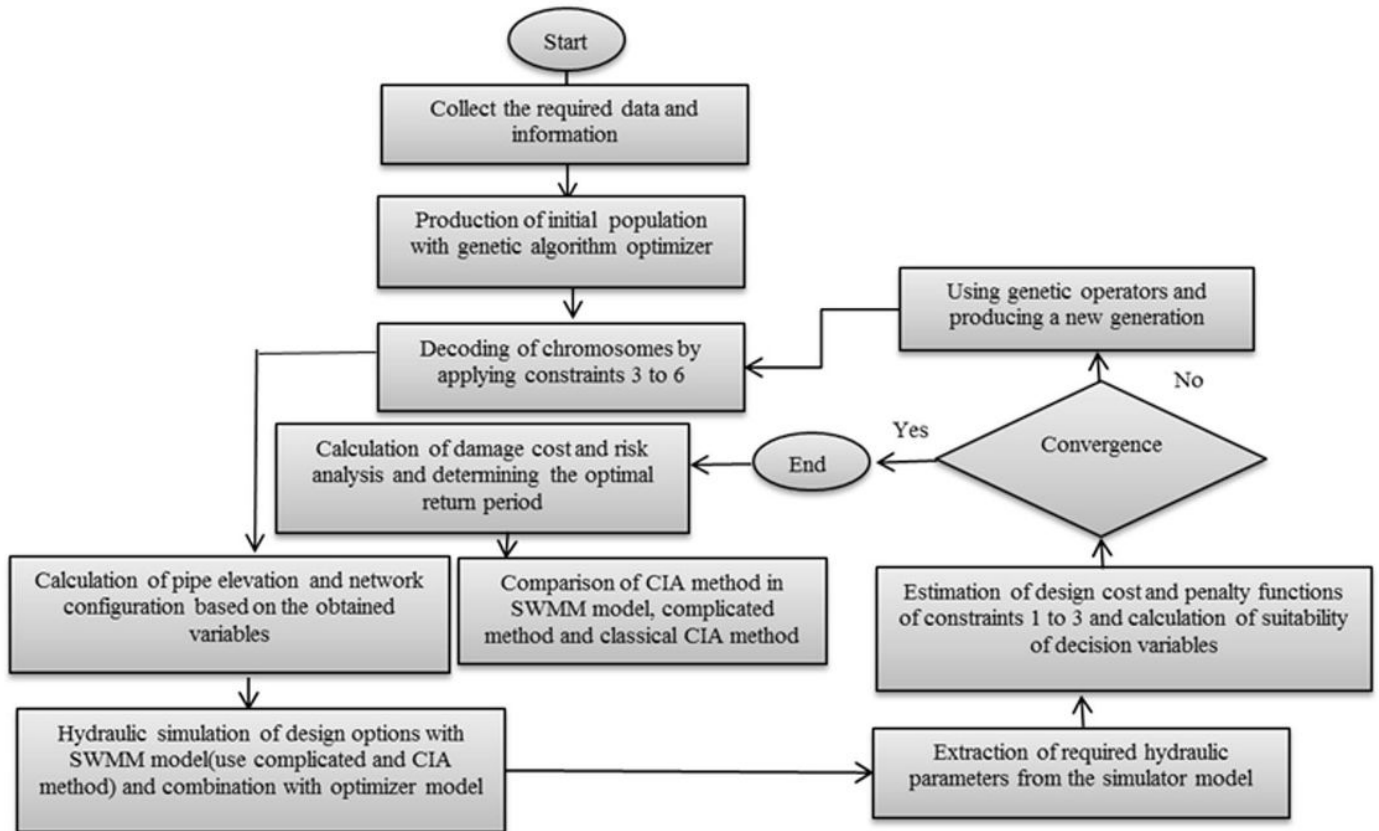 Start
Collect the required data and
information
Production of initial population
with genetic algorithm optimizer
Using genetic operators and
producing a new generation
Decoding of chromosomes by
applying constraints 3 to 6
No
Yes
Convergence
End
Calculation of damage cost and risk
analysis and determining the optimal
return period
Calculation of pipe elevation and network
configuration based on the obtained
variables
Comparison of CIA method in
SWMM model, complicated
method and classical CIA method
Estimation of design cost and penalty functions
of constraints 1 to 3 and calculation of suitability
of decision variables
Hydraulic simulation of design options with
SWMM model(use complicated and CIA
method) and combination with optimizer model
Extraction of required hydraulic
parameters from the simulator model